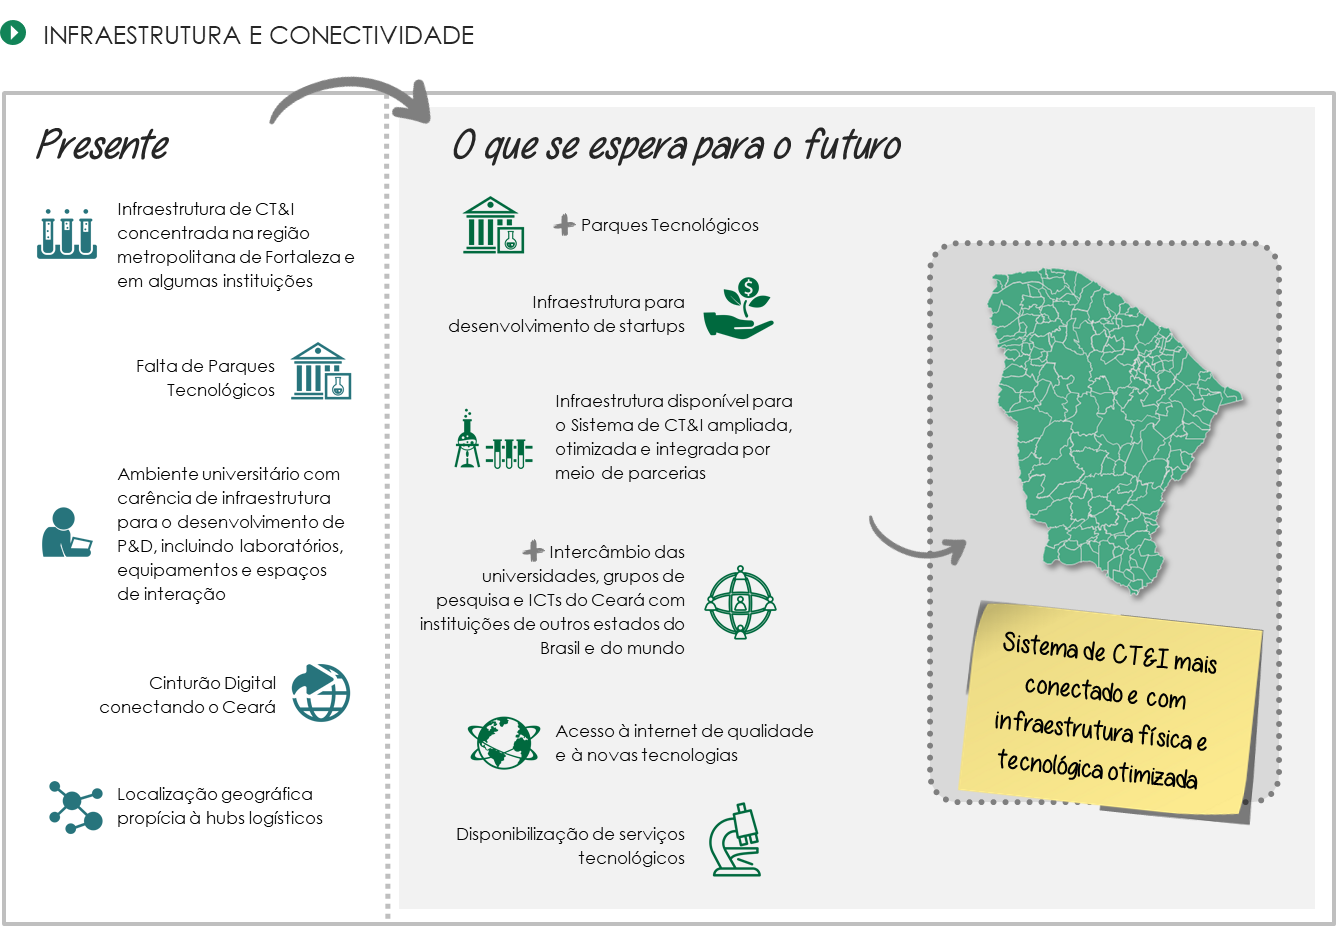 INFRAESTRUTURA E CONECTIVIDADE
Presente
Infraestrutura de CT&I
concentrada na região
metropolitana de Fortaleza e
em algumas instituições
Falta de Parques
Tecnológicos
Ambiente universitário com
carência de infraestrutura
para o desenvolvimento de
P&D, incluindo laboratórios,
equipamentos e espaços
de interação
Cinturão Digital
conectando o Ceará
Localização geográfica
propícia à hubs logísticos
O que se espera para o futuro
+ Parques Tecnológicos
Infraestrutura para
desenvolvimento de startups
$
Infraestrutura disponível para
o Sistema de CT&I ampliada,
otimizada e integrada por
meio de parcerias
+ Intercâmbio das
universidades, grupos de
pesquisa e ICTs do Ceará com
instituições de outros estados do
Brasil e do mundo
Acesso à internet de qualidade
e à novas tecnologias
Disponibilização de serviços
tecnológicos
Sistema de CT&I mais
conectado e com
infraestrutura física e
tecnológica otimizada